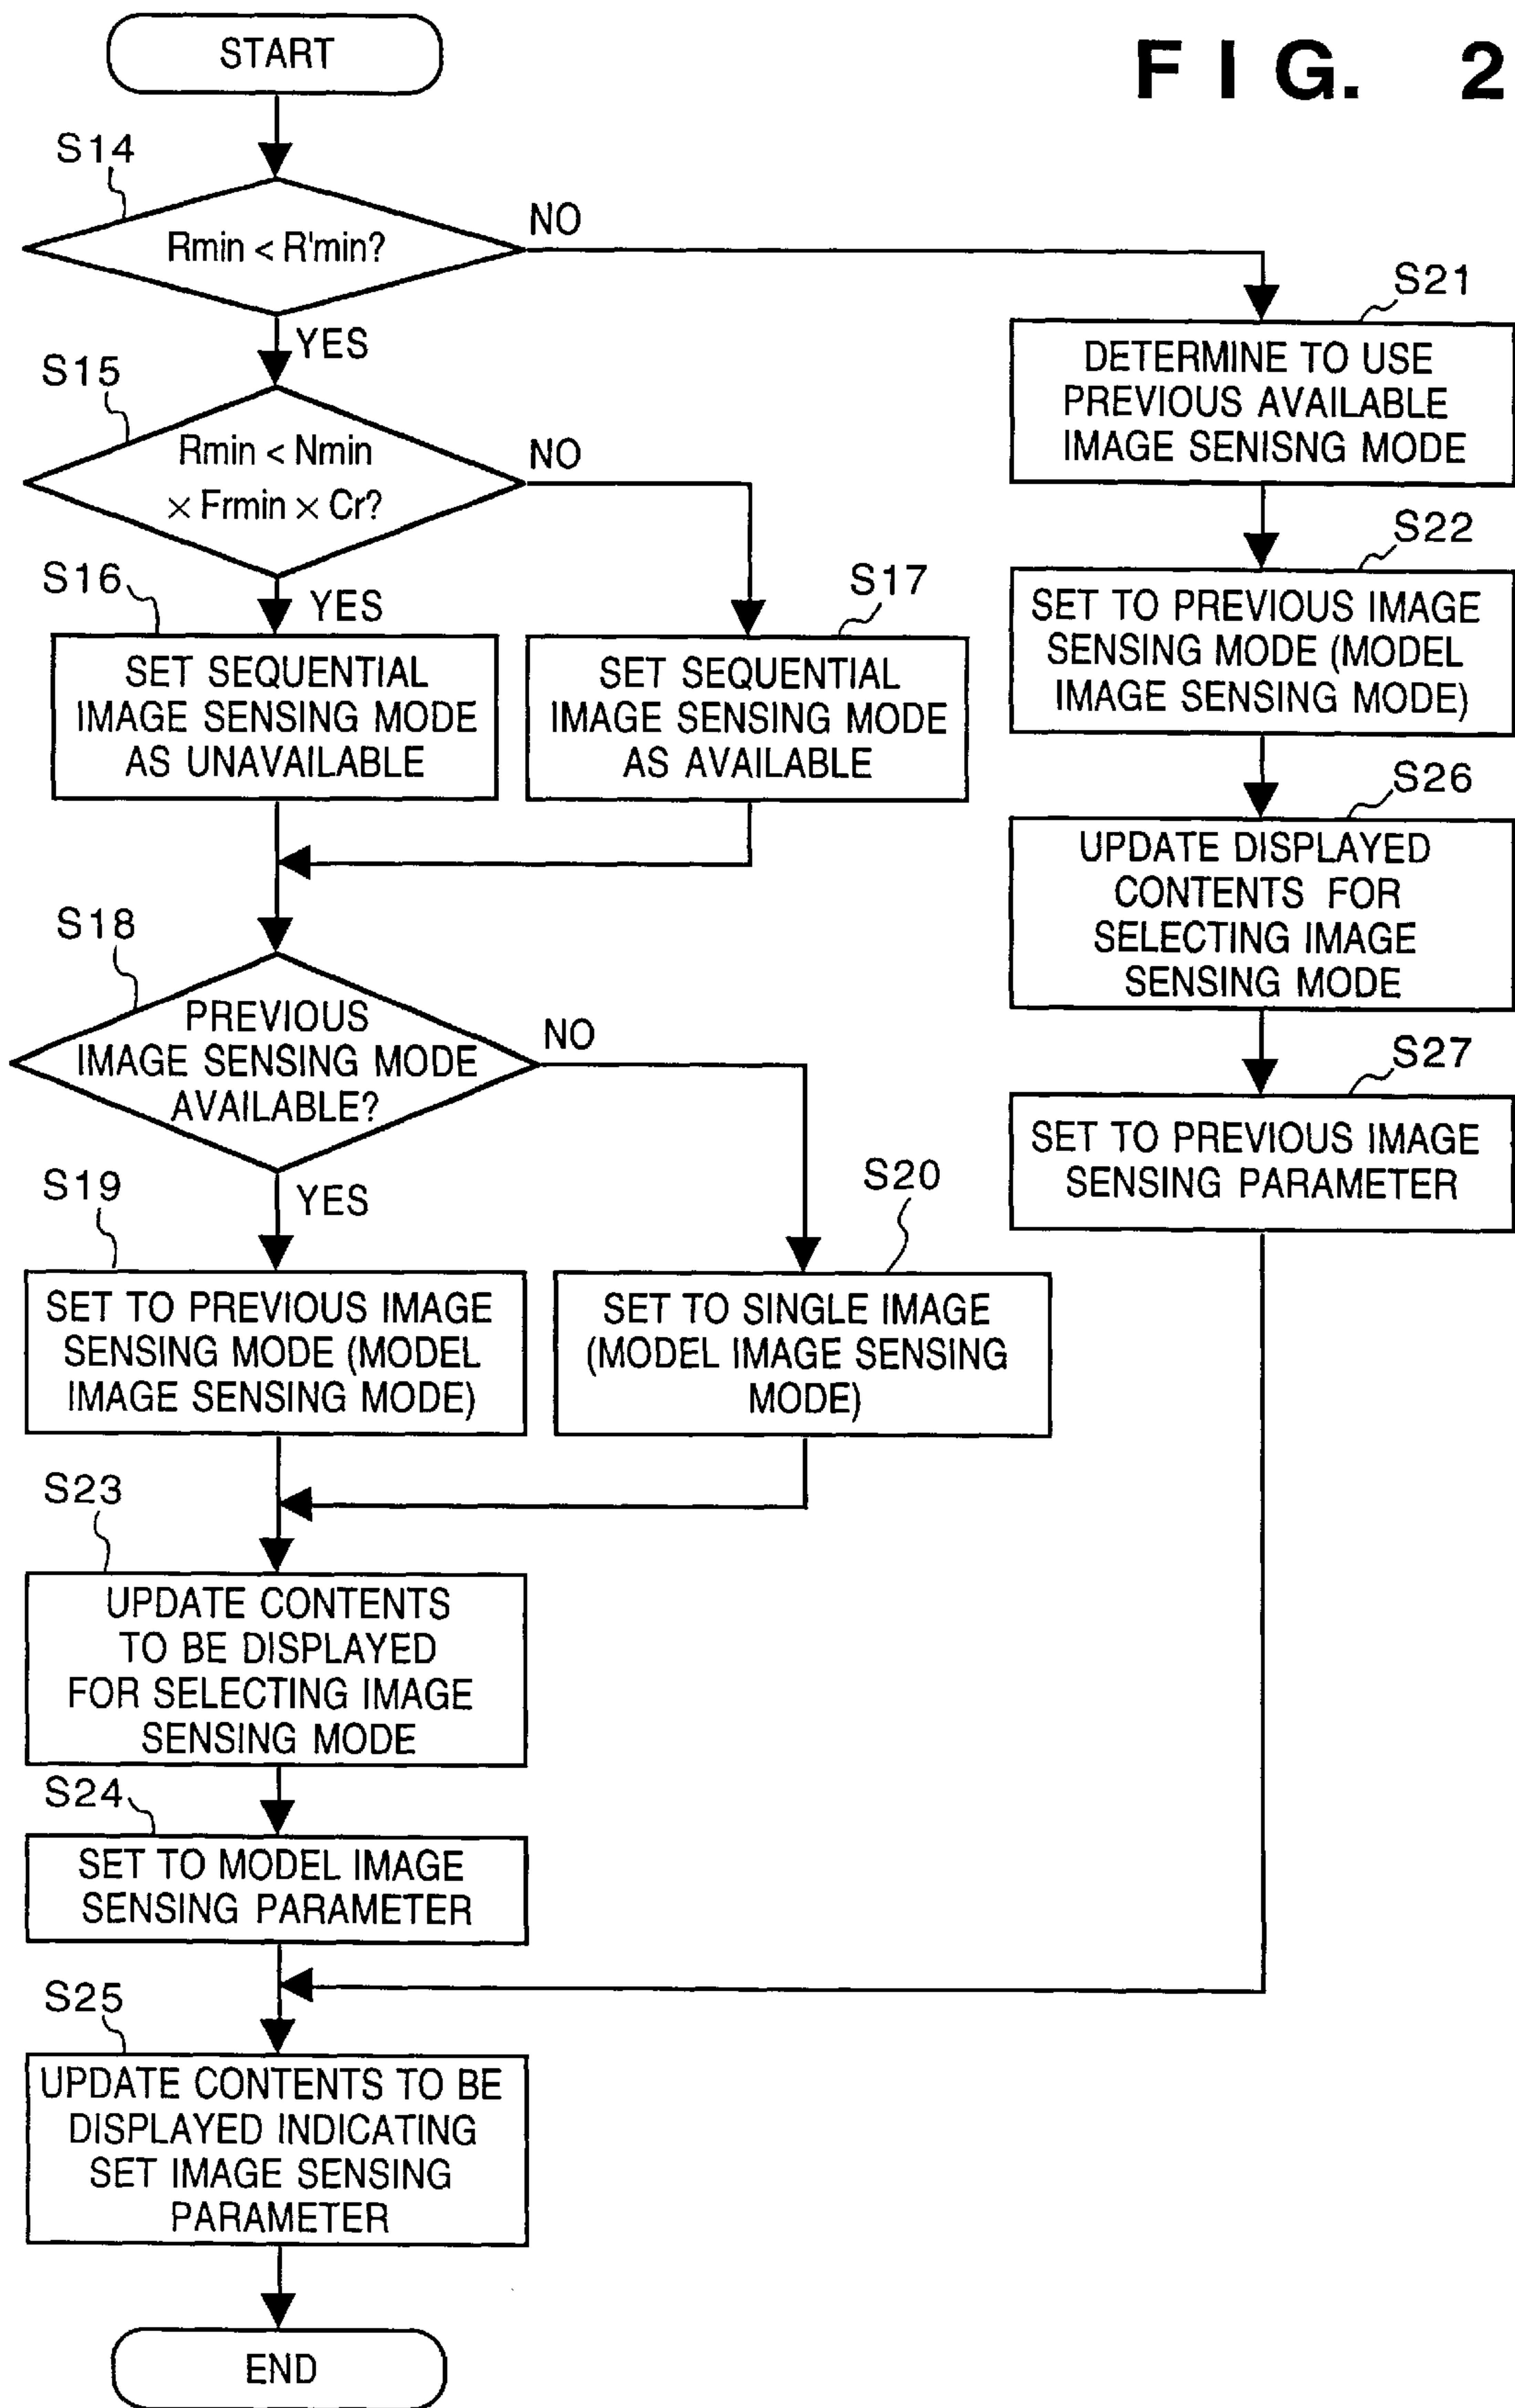 START
F I G. 2
S14
Rmin < R'min?
NO
YES
S15
Rmin < Nmin
× Frmin × Cr?
NO
YES
S16
SET SEQUENTIAL
IMAGE SENSING MODE
AS UNAVAILABLE
S17
SET SEQUENTIAL
IMAGE SENSING MODE
AS AVAILABLE
S18
PREVIOUS
IMAGE SENSING MODE
AVAILABLE?
NO
YES
S19
SET TO PREVIOUS IMAGE
SENSING MODE (MODEL
IMAGE SENSING MODE)
S20
SET TO SINGLE IMAGE
(MODEL IMAGE SENSING
MODE)
S21
DETERMINE TO USE
PREVIOUS AVAILABLE
IMAGE SENISNG MODE
S22
SET TO PREVIOUS IMAGE
SENSING MODE (MODEL
IMAGE SENSING MODE)
S26
UPDATE DISPLAYED
CONTENTS FOR
SELECTING IMAGE
SENSING MODE
S27
SET TO PREVIOUS IMAGE
SENSING PARAMETER
S23
UPDATE CONTENTS
TO BE DISPLAYED
FOR SELECTING IMAGE
SENSING MODE
S24
SET TO MODEL IMAGE
SENSING PARAMETER
S25
UPDATE CONTENTS TO BE
DISPLAYED INDICATING
SET IMAGE SENSING
PARAMETER
END